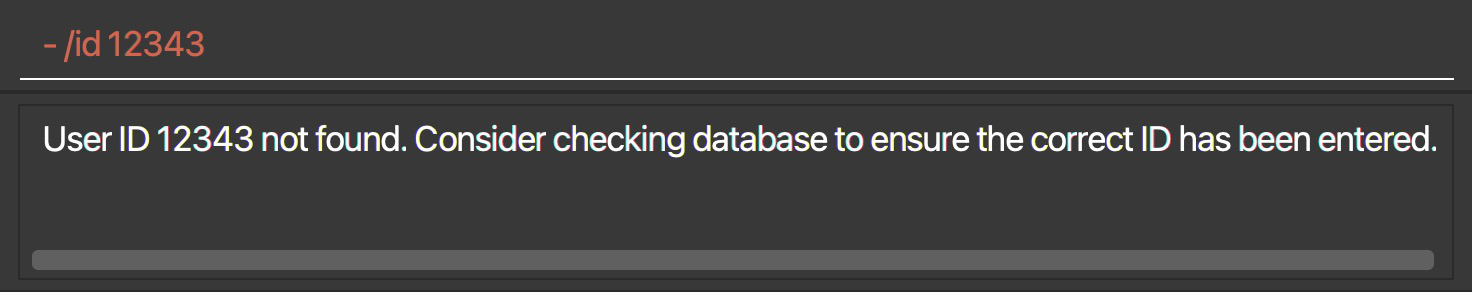 - /id 12343
User ID 12343 not found. Consider checking database to ensure the correct ID has been entered.